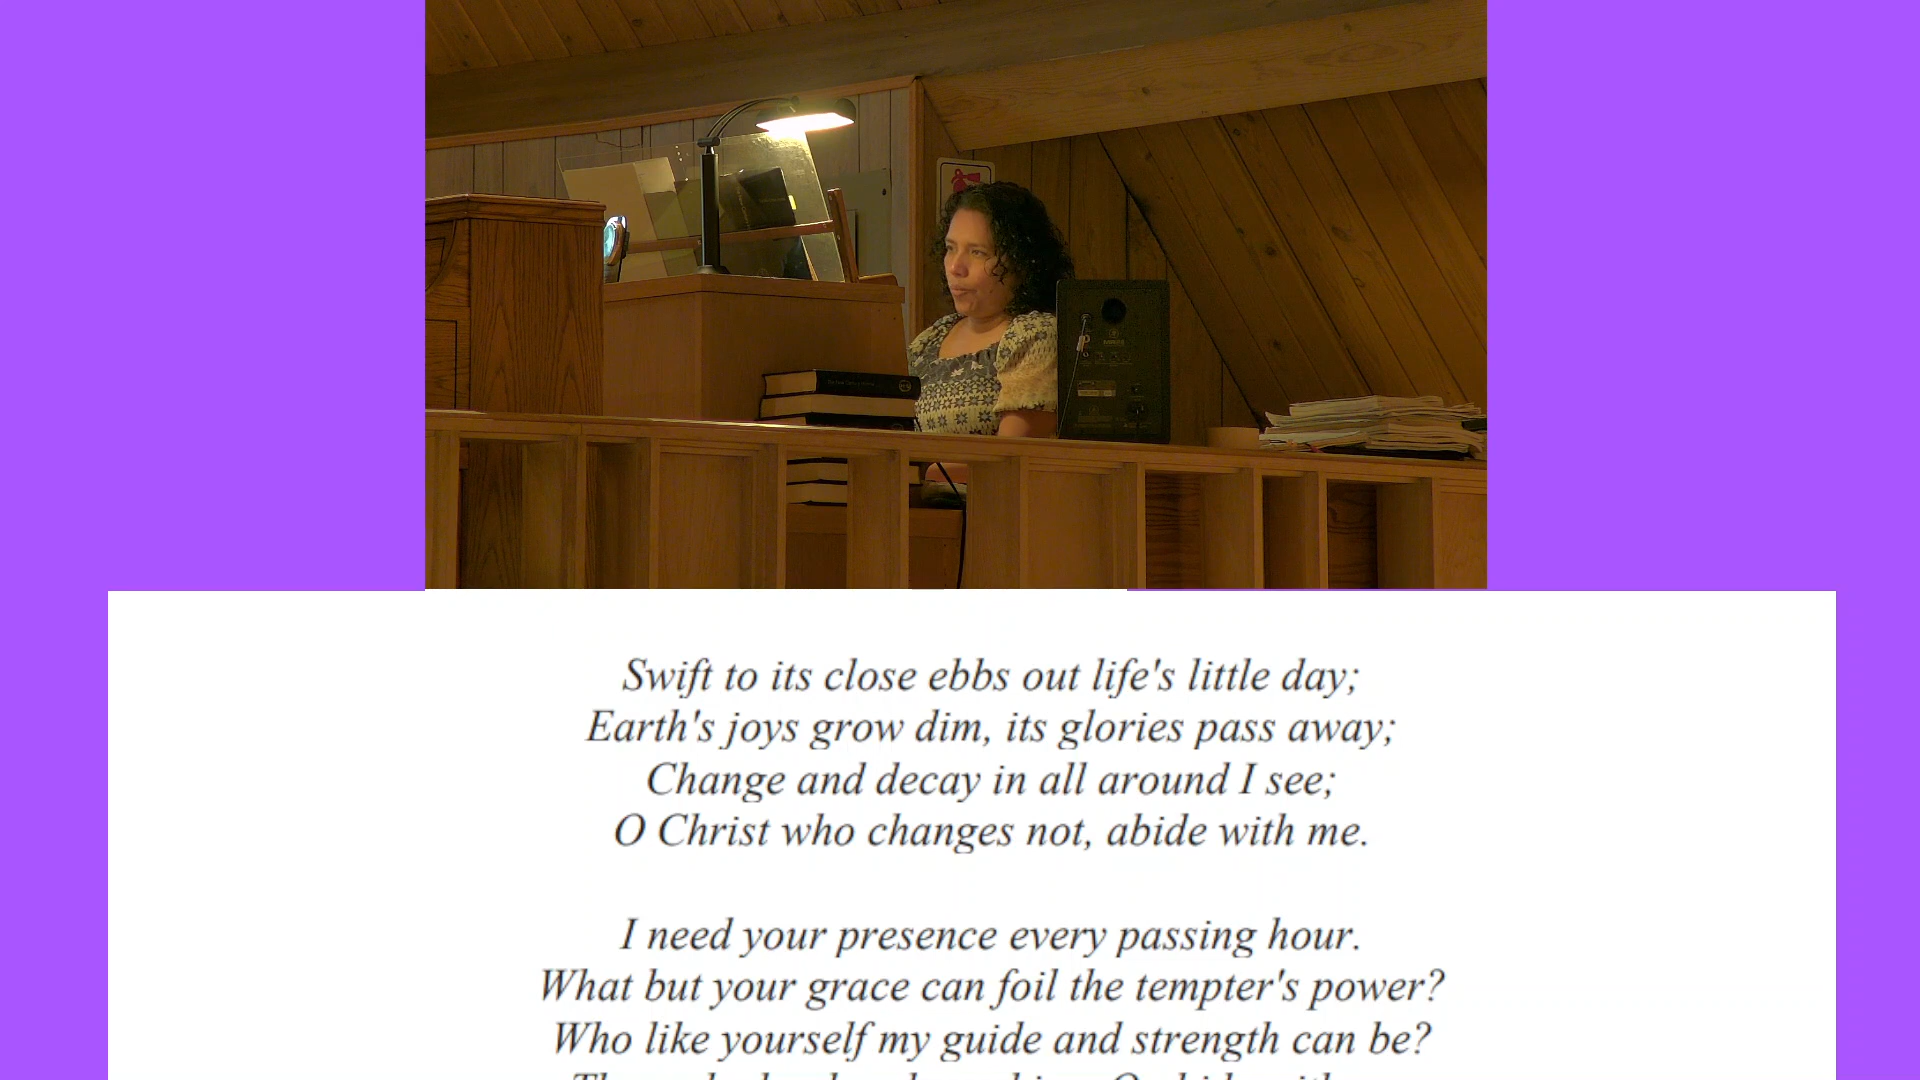 Swift to its close ebbs out life's little day;
Earth's joys grow dim, its glories pass away;
Change and decay in all around I see;
O Christ who changes not, abide with me.
I need your presence every passing hour.
What but your grace can foil the tempter's power?
Who like yourself my guide and strength can be?